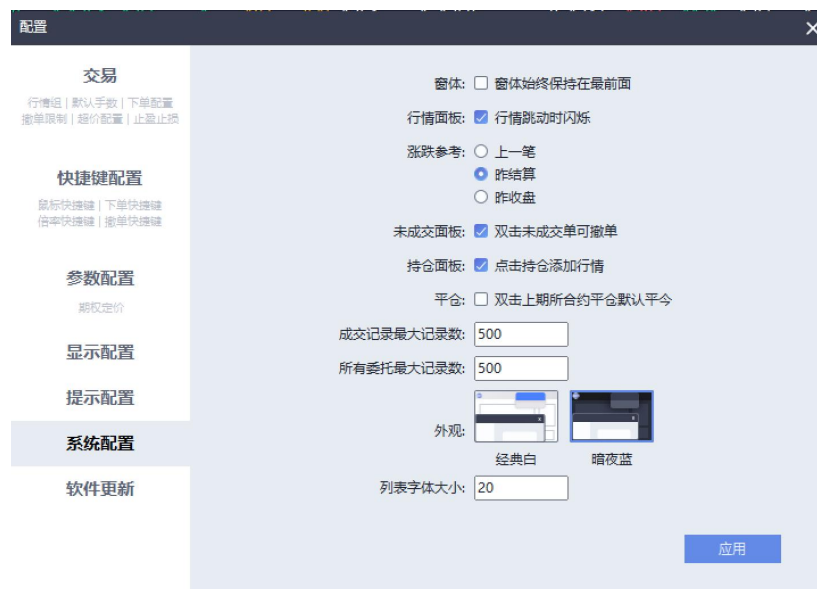 配置
交易
行情组 | 默认手数 | 下单配置
撤单限制 | 超价配置 | 止盈止损
快捷键配置
鼠标快捷键 | 下单快捷键
倍率快捷键 | 撤单快捷键
参数配置
期权定价
显示配置
提示配置
系统配置
软件更新
窗体: 窗体始终保持在最前面
行情面板: 行情跳动时闪烁
涨跌参考: 上一笔
昨结算
昨收盘
未成交面板: 双击未成交单可撤单
持仓面板: 点击持仓添加行情
平仓: 双击上期所合约平仓默认平今
成交记录最大记录数: 500
所有委托最大记录数: 500
外观:
经典白 暗夜蓝
列表字体大小: 20
应用